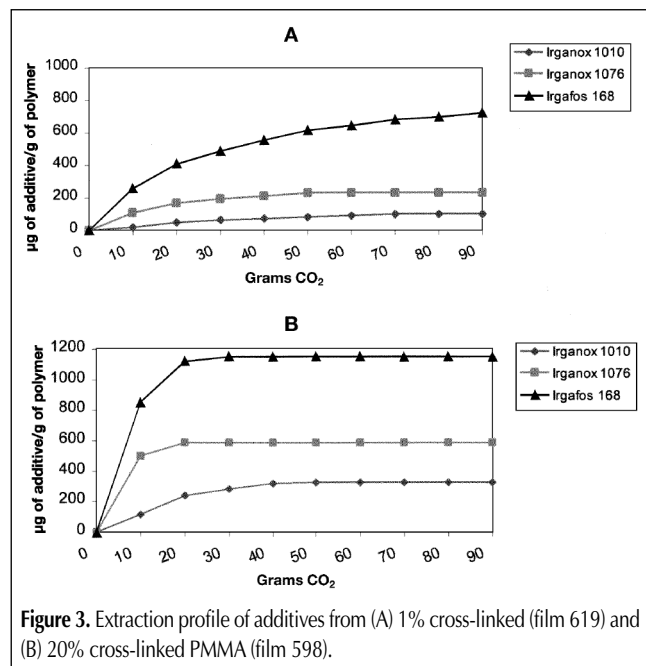 A
Irganox 1010
Irganox 1076
Irgafos 168
µg of additive/g of polymer
1000
800
600
400
200
0
0 10 20 30 40 50 60 70 80 90
Grams CO₂
B
Irganox 1010
Irganox 1076
Irgafos 168
µg of additive/g of polymer
1200
1000
800
600
400
200
0
0 10 20 30 40 50 60 70 80 90
Grams CO₂
Figure 3. Extraction profile of additives from (A) 1% cross-linked (film 619) and
(B) 20% cross-linked PMMA (film 598).